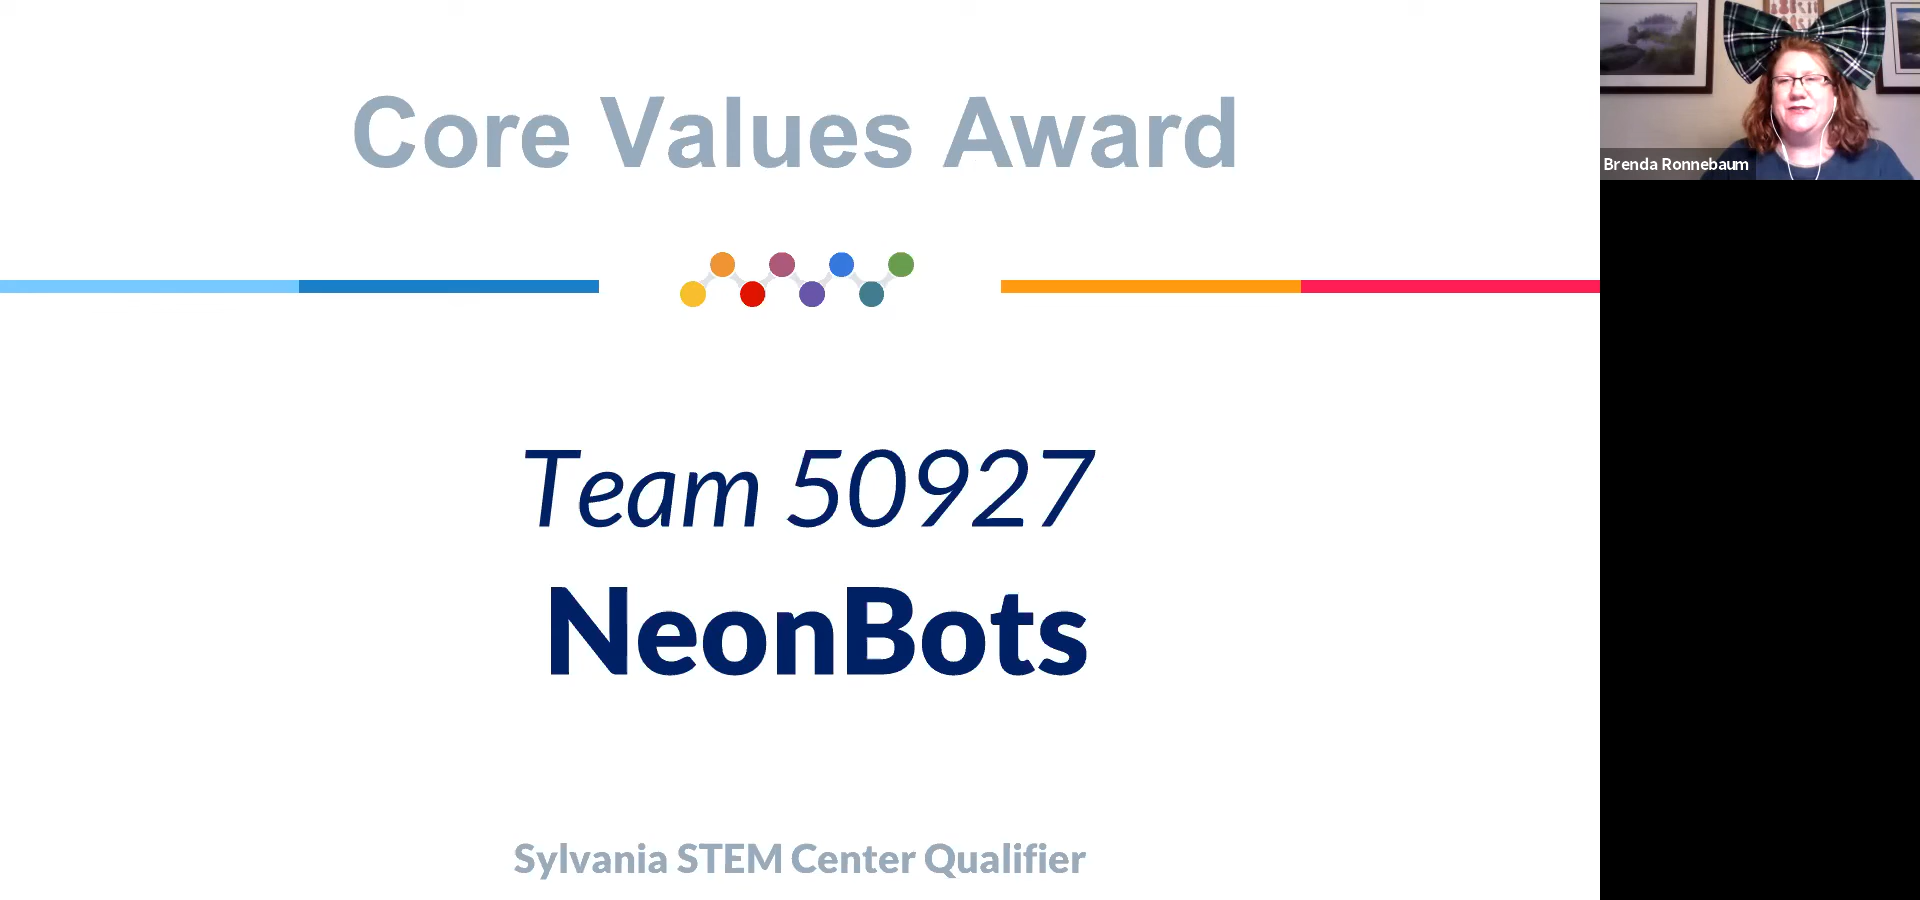 Core Values Award
Team 50927
NeonBots
Sylvania STEM Center Qualifier
Brenda Ronnebaum